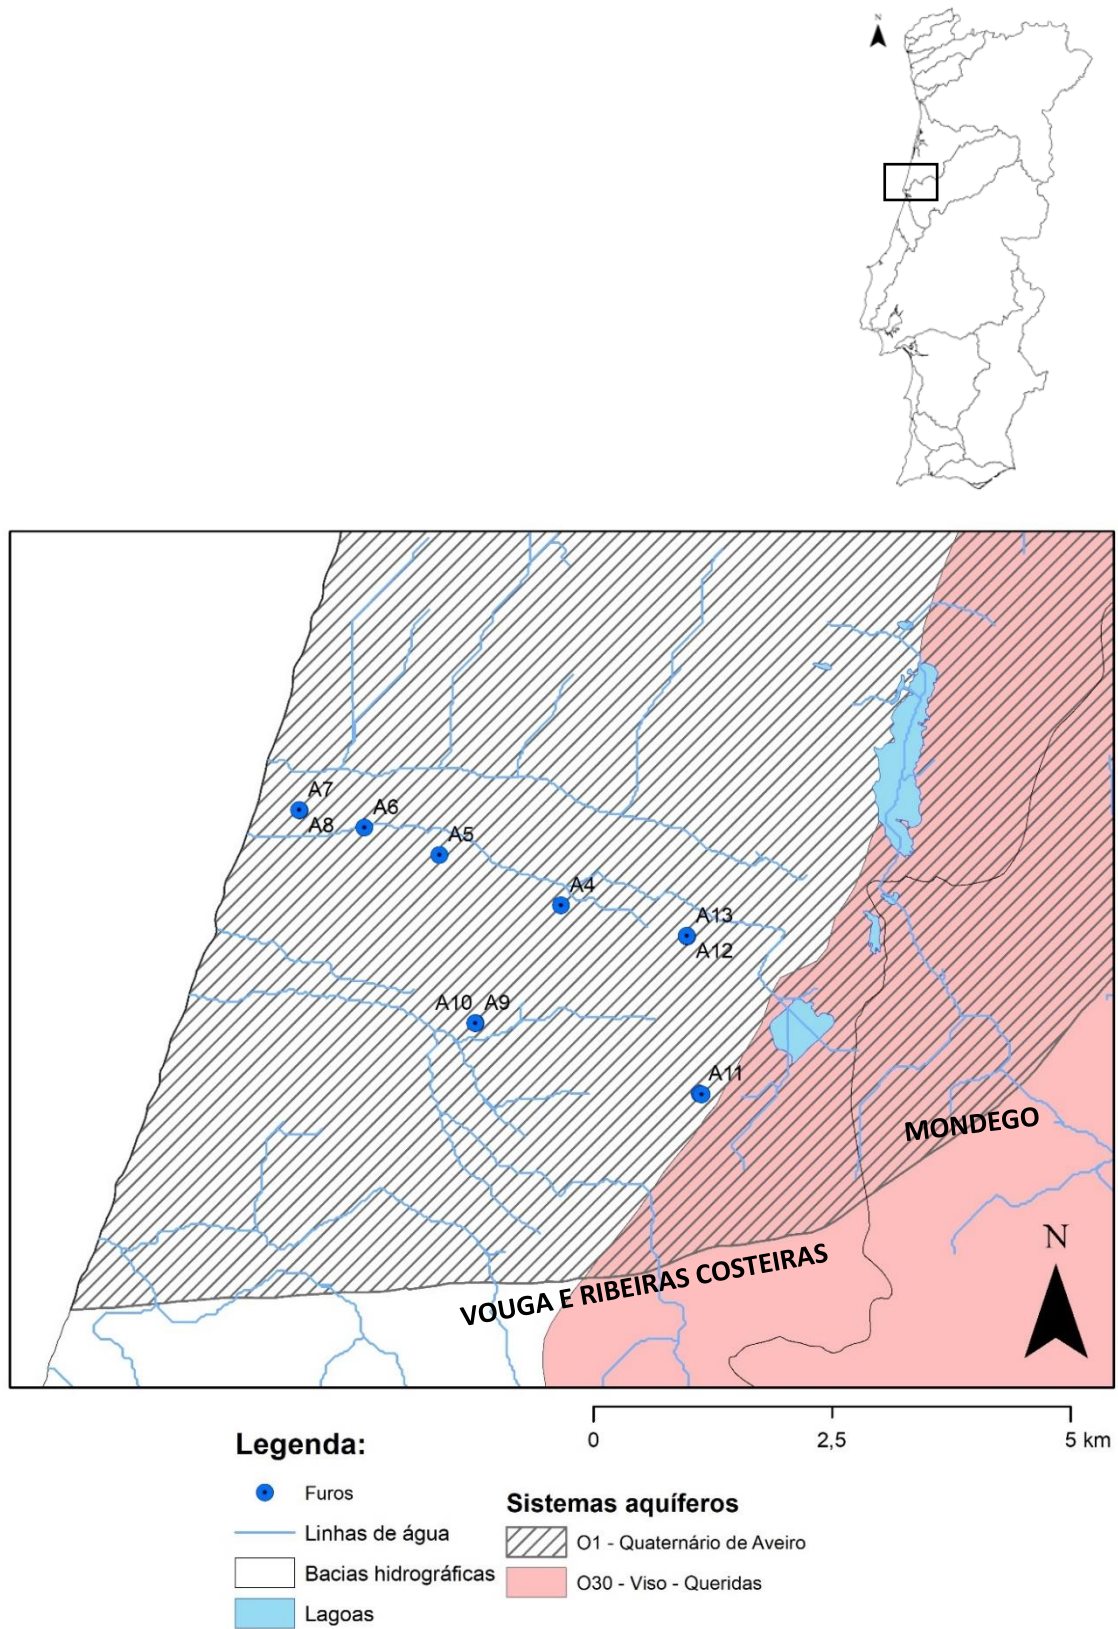 N
A7
A8
A6
A5
A4
A13
A12
A10 A9
A11
MONDEGO
VOUGA E RIBEIRAS COSTEIRAS
N
0 2,5 5 km
Legenda:
Furos
Linhas de água
Bacias hidrográficas
Lagoas
Sistemas aquíferos
O1 - Quaternário de Aveiro
O30 - Viso - Queridas